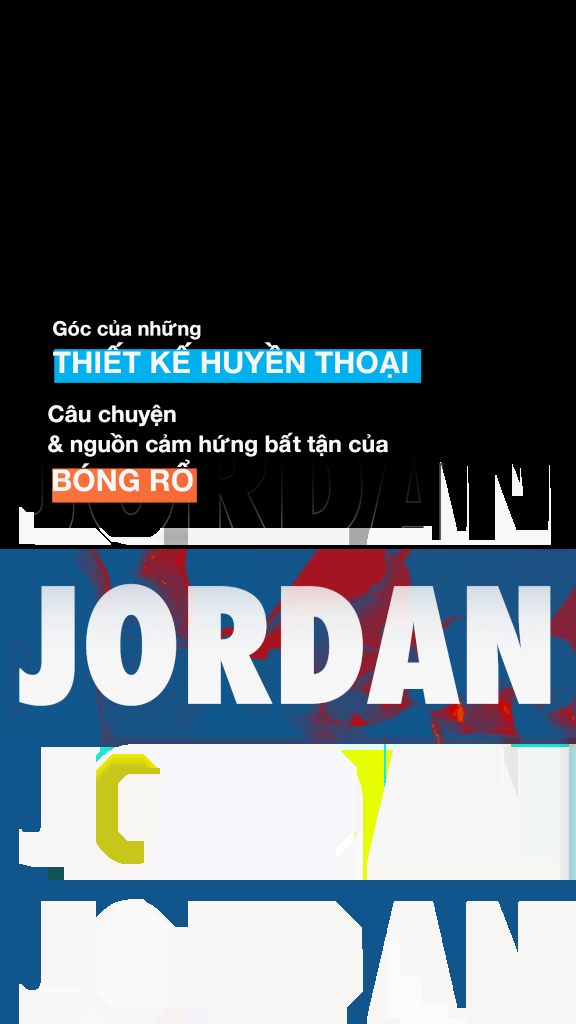 Góc của những
THIẾT KẾ HUYỀN THOẠI
Câu chuyện
& nguồn cảm hứng bất tận của
BÓNG RỔ
JORDAN
JORDAN